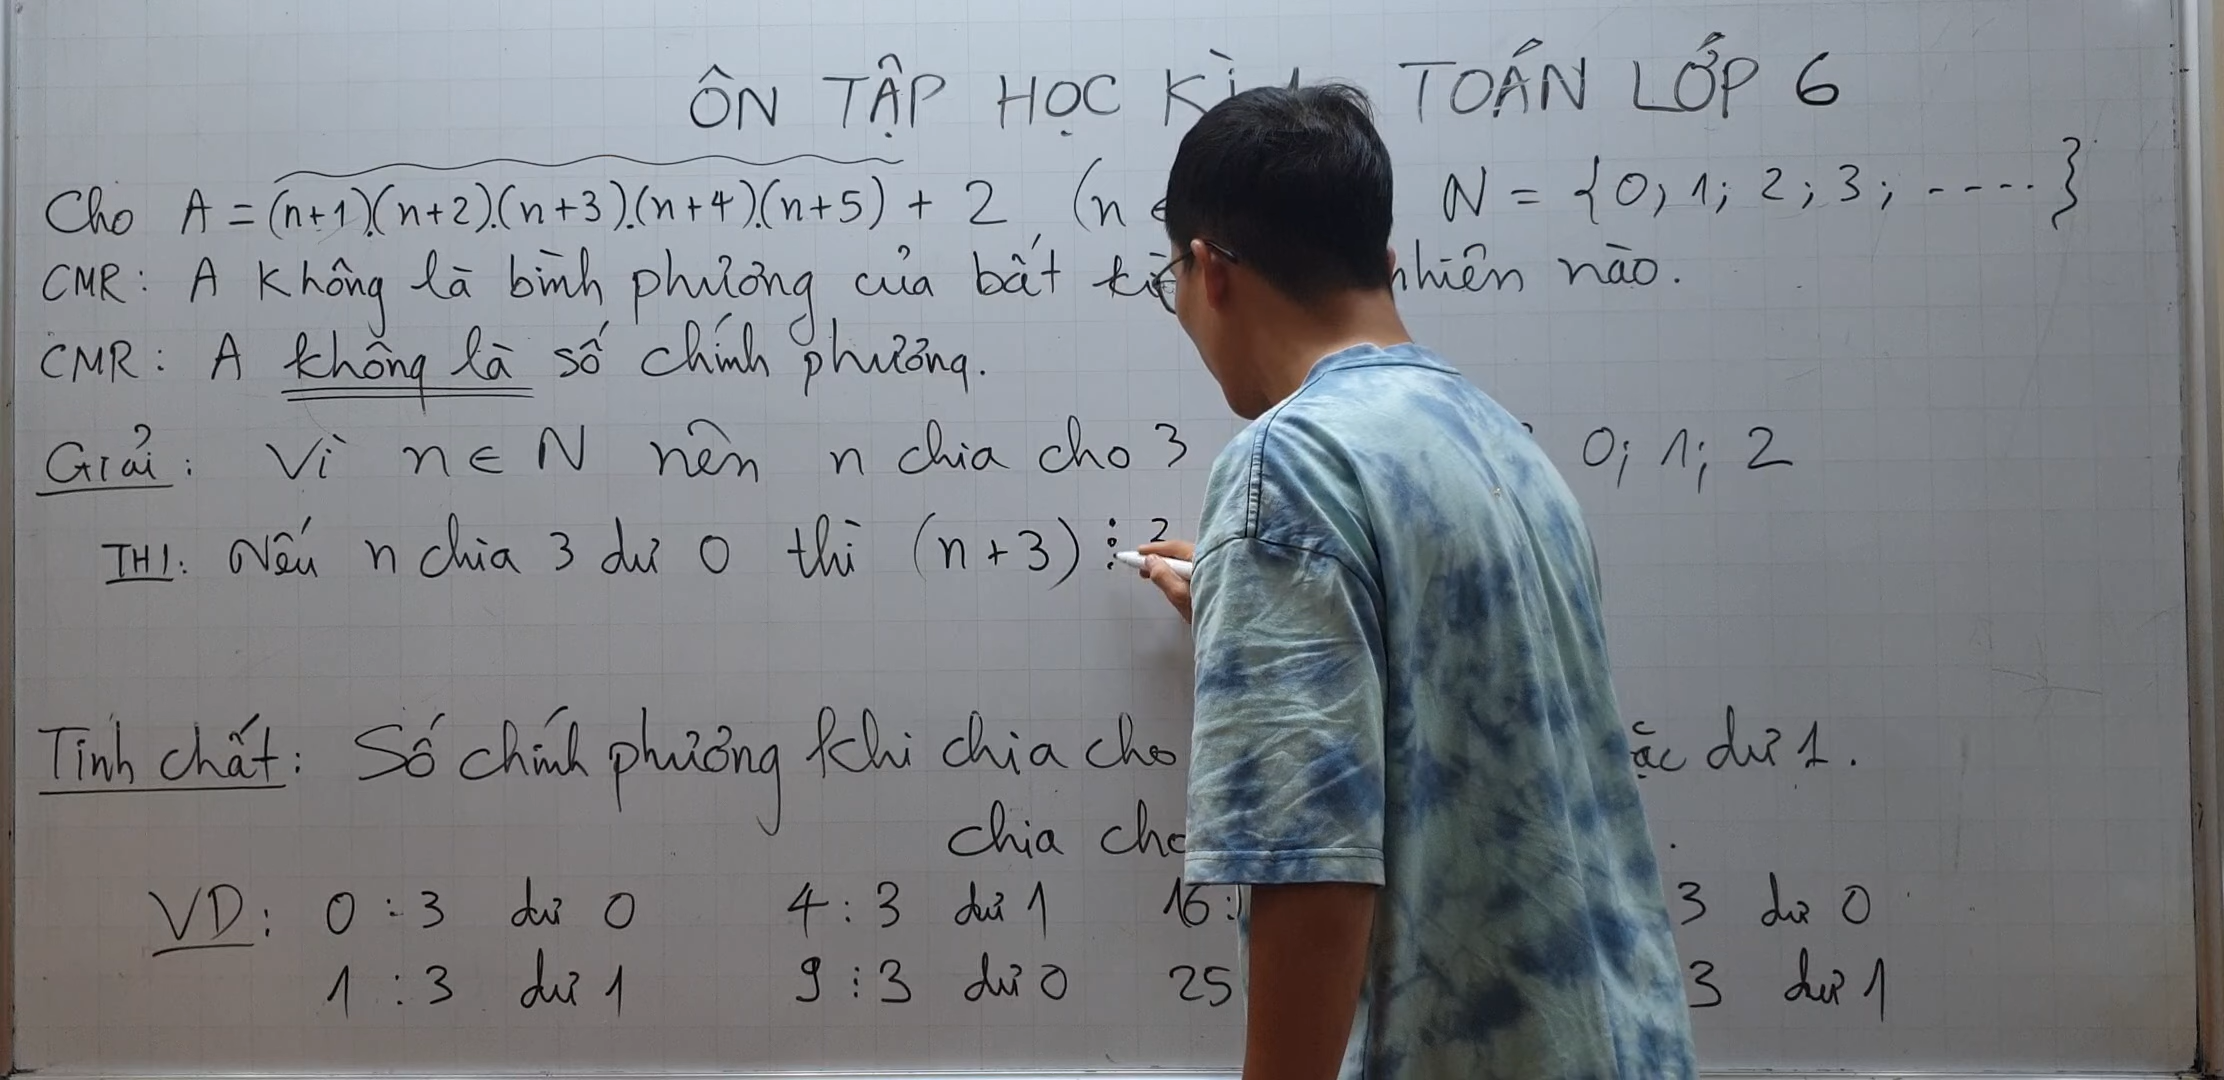 ÔN TẬP HỌC KÌ TOÁN LỚP 6
Cho A = (n+1).(n+2).(n+3).(n+4).(n+5) + 2 (n ∈ N = {0; 1; 2; 3; ----}
CMR: A không là bình phương của bất kì nhiên nào.
CMR: A không là số chính phương.
Giải: Vì n ∈ N nên n chia cho 3 0; 1; 2
TH1: Nếu n chia 3 dư 0 thì (n+3) ⋮
Tính chất: Số chính phương khi chia cho dư 1.
chia cho
VD: 0 : 3 dư 0 4 : 3 dư 1 16 : 3 dư 0
1 : 3 dư 1 9 : 3 dư 0 25 3 dư 1